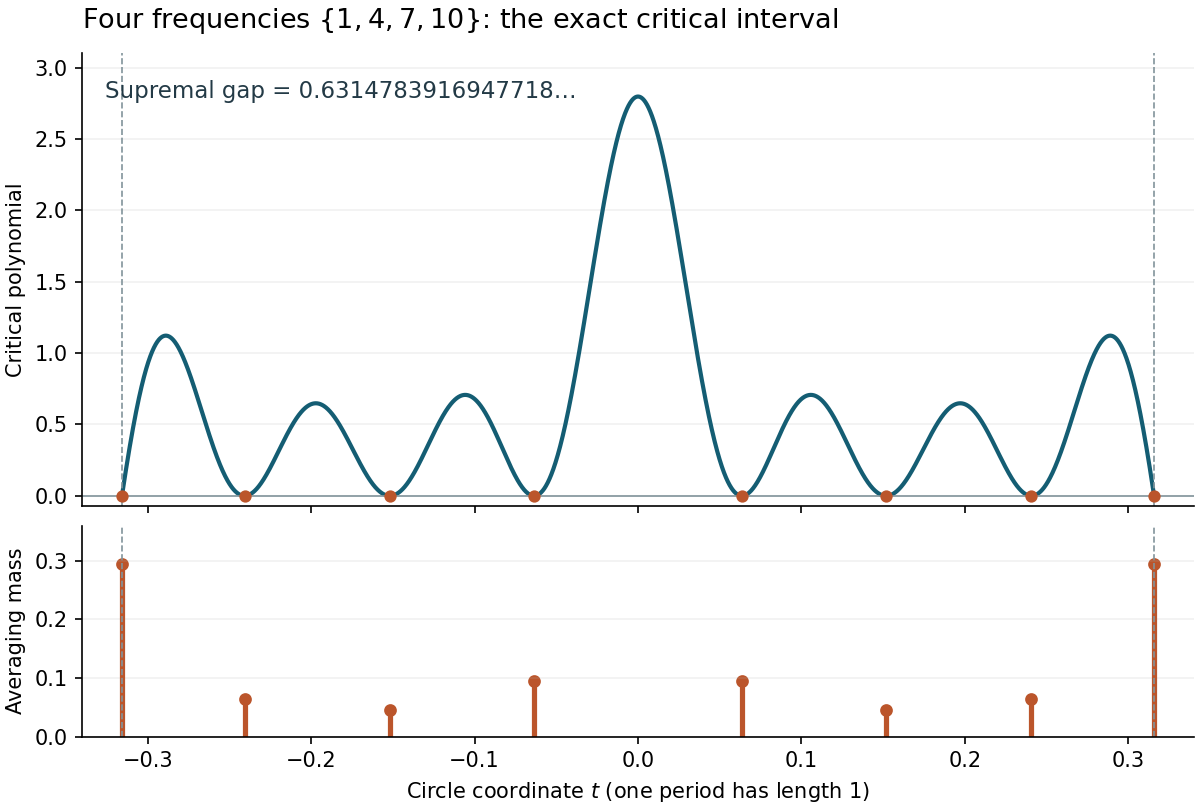 Four frequencies {1, 4, 7, 10}: the exact critical interval
Supremal gap = 0.6314783916947718...
Critical polynomial
3.0
2.5
2.0
1.5
1.0
0.5
0.0
Averaging mass
0.3
0.2
0.1
0.0
−0.3 −0.2 −0.1 0.0 0.1 0.2 0.3
Circle coordinate t (one period has length 1)